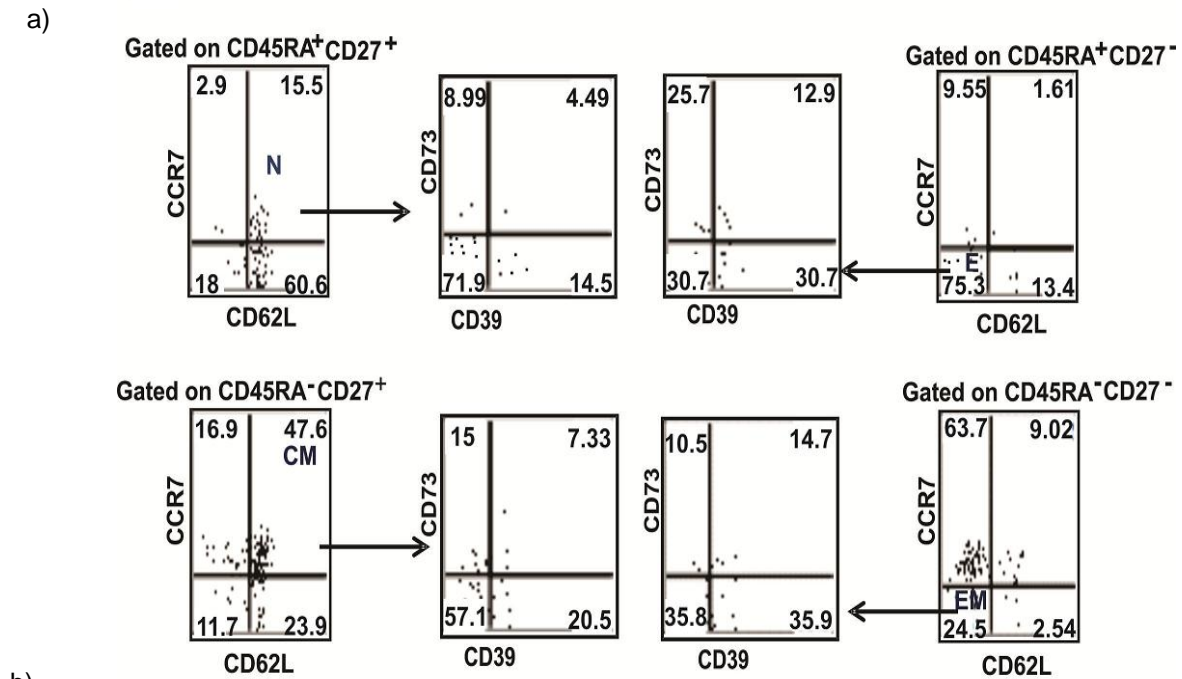 a)
Gated on CD45RA⁺CD27⁺
2.9 15.5
N
CCR7
18 60.6
CD62L
8.99 4.49
CD73
71.9 14.5
CD39
25.7 12.9
CD73
30.7 30.7
CD39
Gated on CD45RA⁺CD27⁻
9.55 1.61
CCR7
E
75.3 13.4
CD62L
Gated on CD45RA⁻CD27⁺
16.9 47.6
CM
CCR7
11.7 23.9
CD62L
15 7.33
CD73
57.1 20.5
CD39
10.5 14.7
CD73
35.8 35.9
CD39
Gated on CD45RA⁻CD27⁻
63.7 9.02
CCR7
EM
24.5 2.54
CD62L